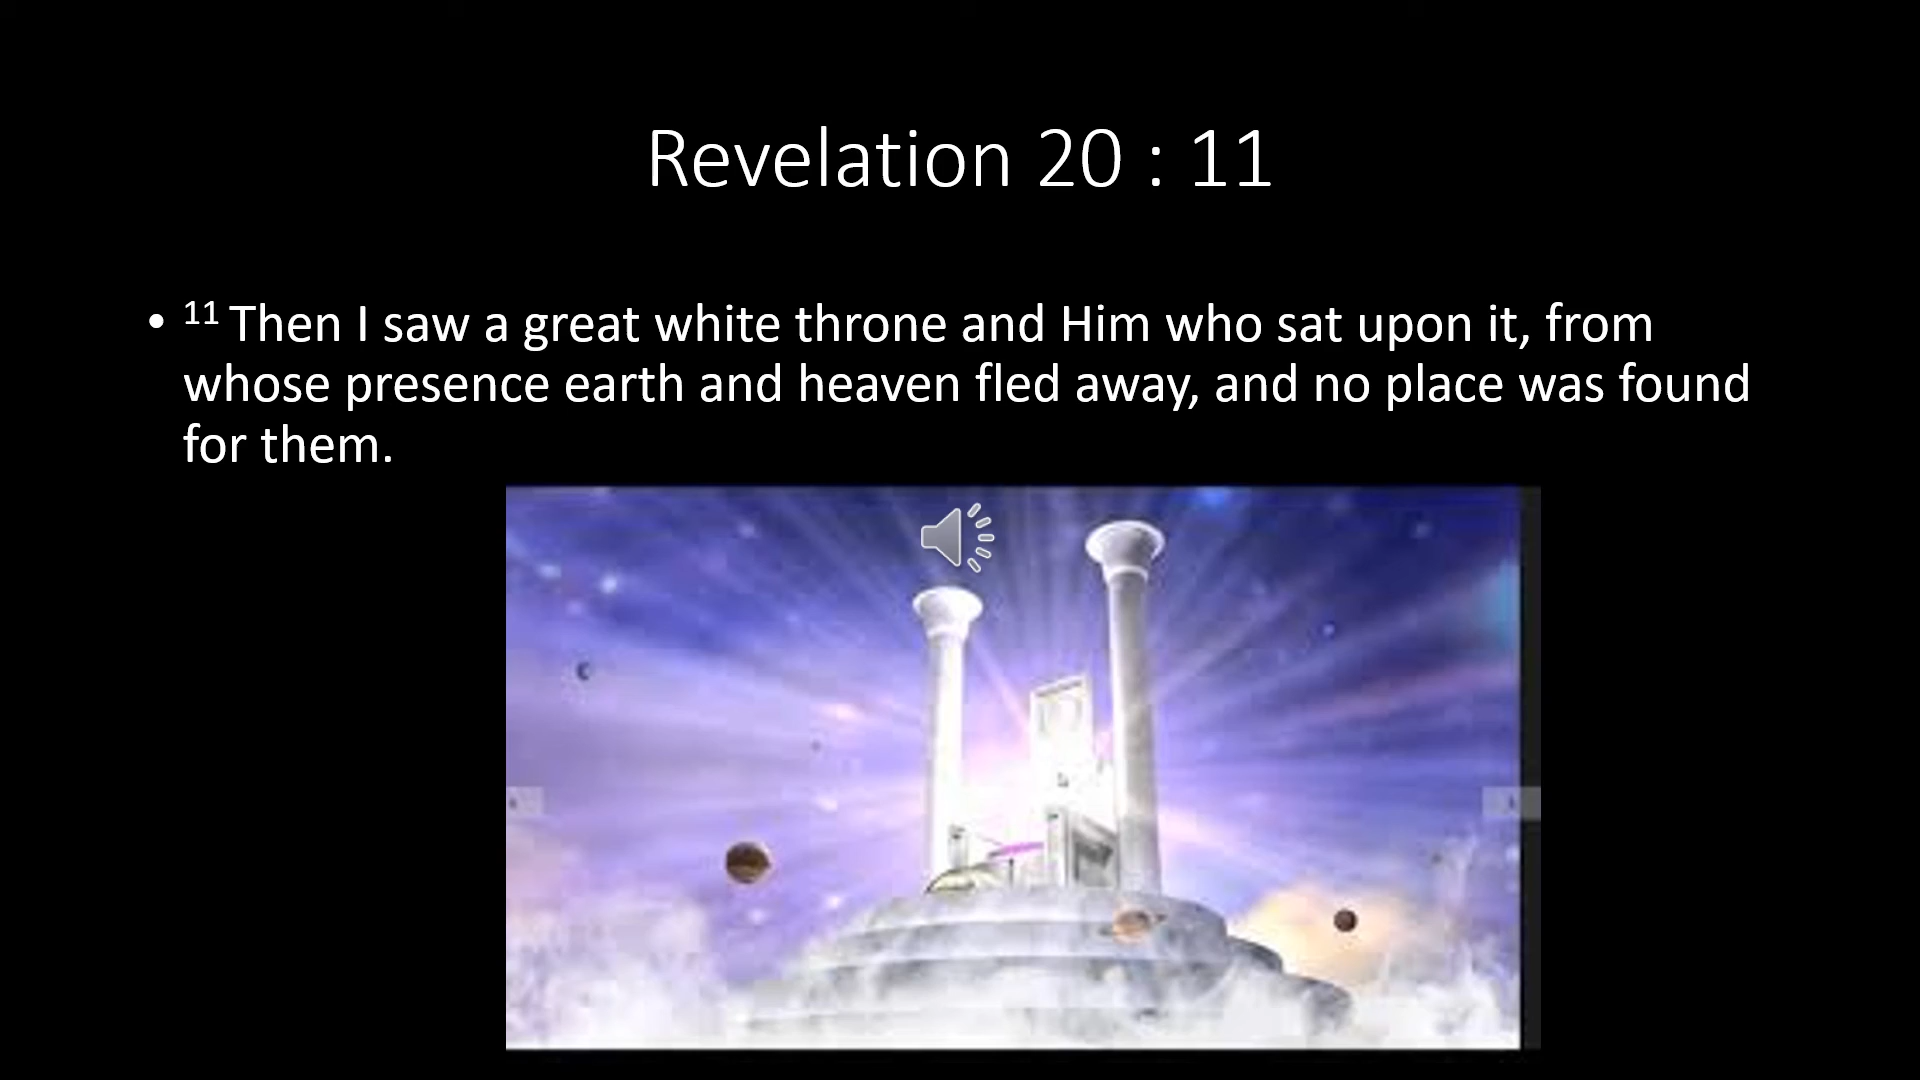 Revelation 20 : 11
• 11 Then I saw a great white throne and Him who sat upon it, from
whose presence earth and heaven fled away, and no place was found
for them.